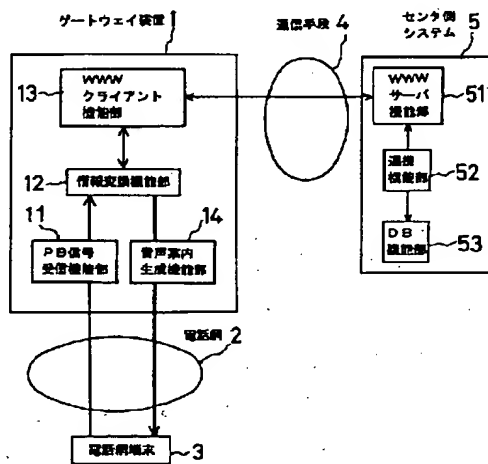 ゲートウェイ装置
1
通信手段
4
センタ側
システム
5
13
WWW
クライアント
機能部
WWW
サーバ
機能部
51
12
情報変換機能部
連携
機能部
52
11
PB信号
受信機能部
14
音声案内
生成機能部
DB
機能部
53
電話網
2
電話網端末
3